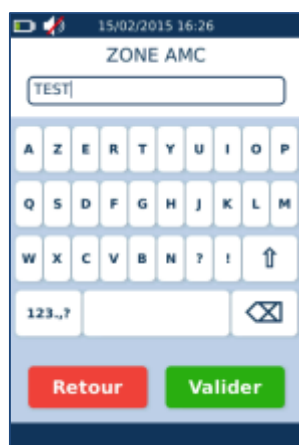 15/02/2015 16:26
ZONE AMC
TEST
A Z E R T Y U I O P
Q S D F G H J K L M
W X C V B N ? !
123.,?
Retour Valider